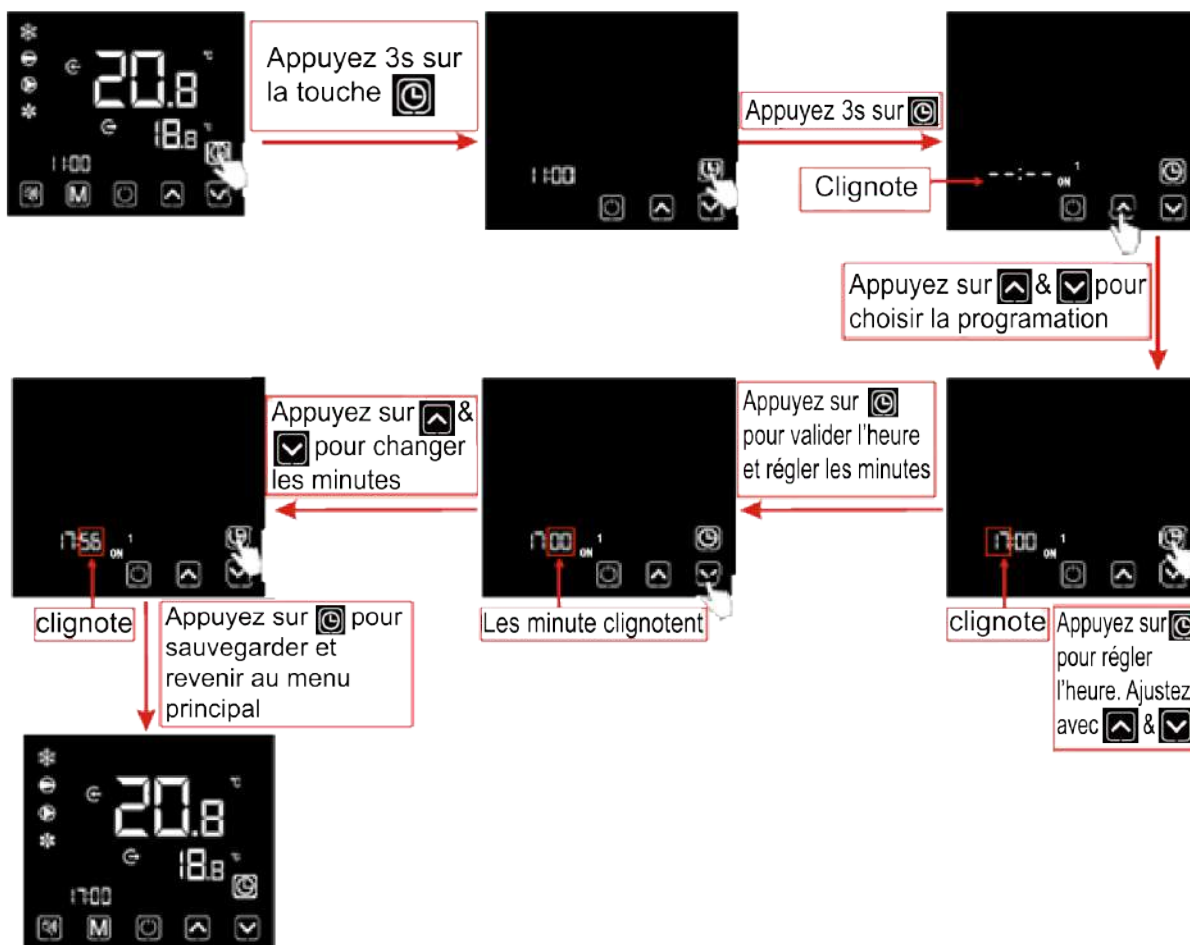 20.8 °C
18.8 °C
11:00
M
Appuyez 3s sur
la touche
11:00
Appuyez 3s sur
Clignote
--:-- ON 1
Appuyez sur & pour
choisir la programation
17:00 ON 1
clignote
Appuyez sur
pour régler
l'heure. Ajustez
avec &
Appuyez sur
pour valider l'heure
et régler les minutes
17:00 ON 1
Les minute clignotent
Appuyez sur &
pour changer
les minutes
17:56 ON 1
clignote
Appuyez sur pour
sauvegarder et
revenir au menu
principal
20.8 °C
18.8 °C
17:00
M